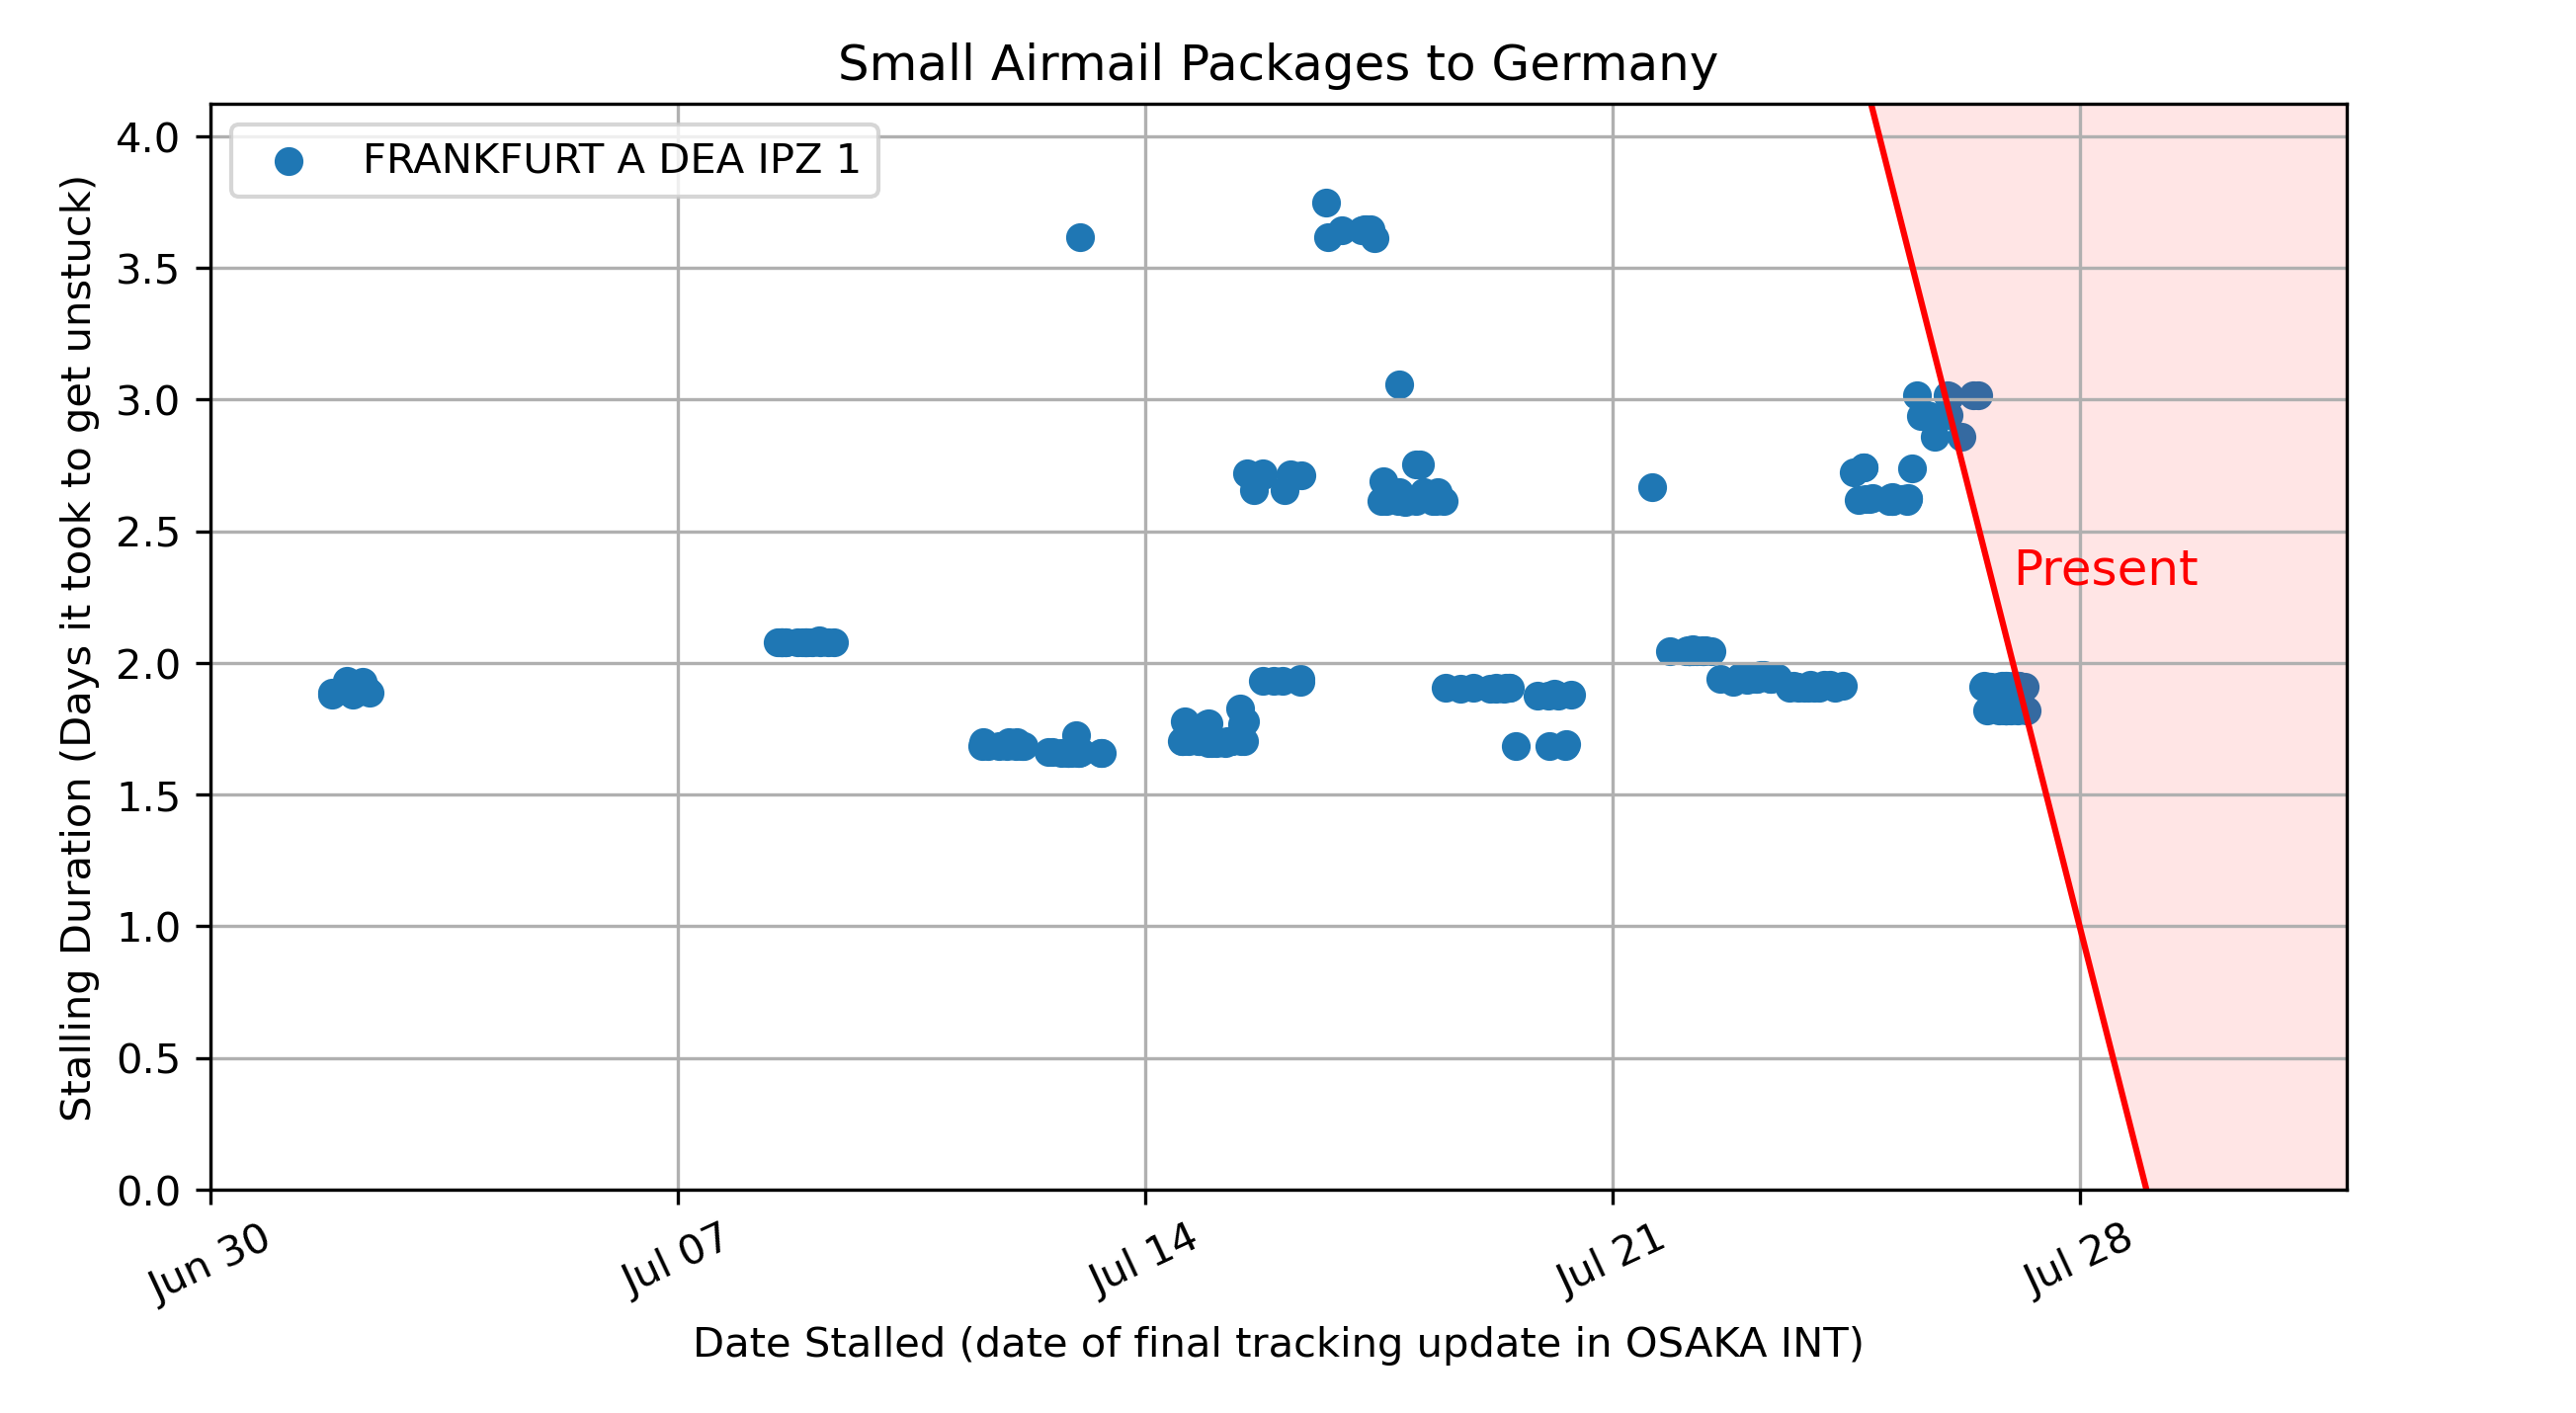 Small Airmail Packages to Germany
FRANKFURT A DEA IPZ 1
Stalling Duration (Days it took to get unstuck)
4.0
3.5
3.0
2.5
2.0
1.5
1.0
0.5
0.0
Present
Jun 30
Jul 07
Jul 14
Jul 21
Jul 28
Date Stalled (date of final tracking update in OSAKA INT)